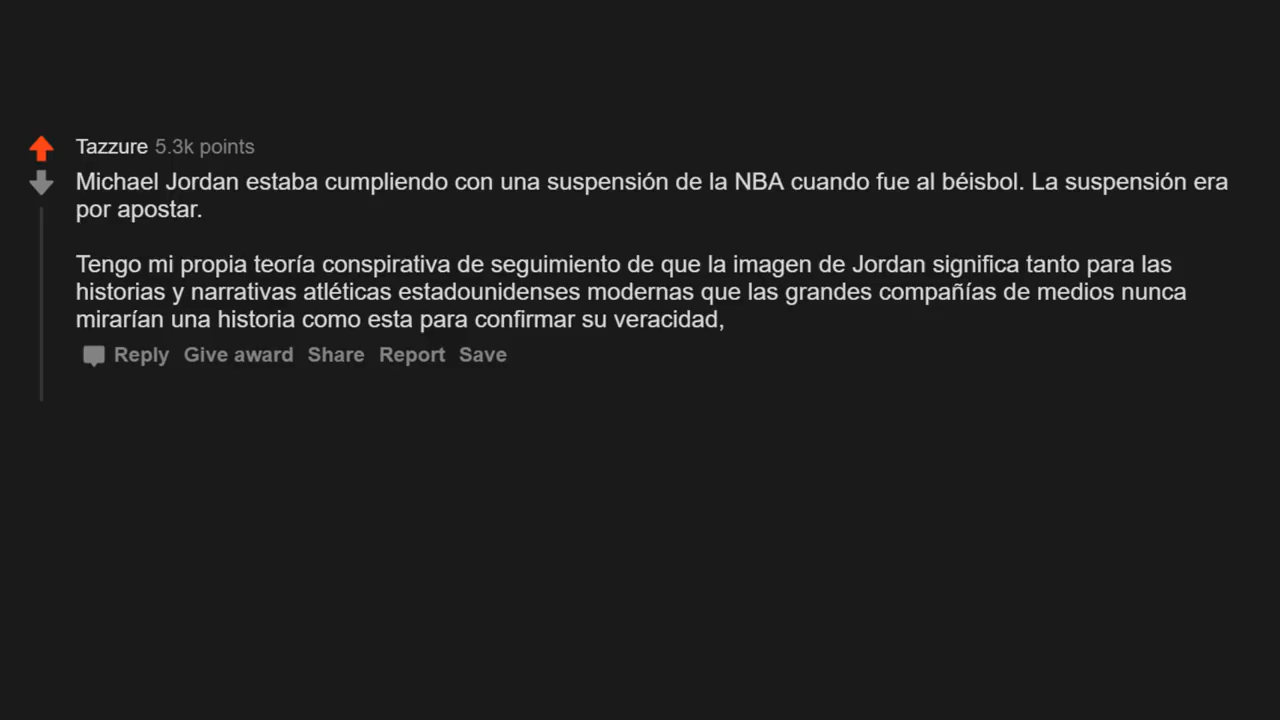 Tazzure 5.3k points
Michael Jordan estaba cumpliendo con una suspensión de la NBA cuando fue al béisbol. La suspensión era
por apostar.
Tengo mi propia teoría conspirativa de seguimiento de que la imagen de Jordan significa tanto para las
historias y narrativas atléticas estadounidenses modernas que las grandes compañías de medios nunca
mirarían una historia como esta para confirmar su veracidad,
Reply Give award Share Report Save